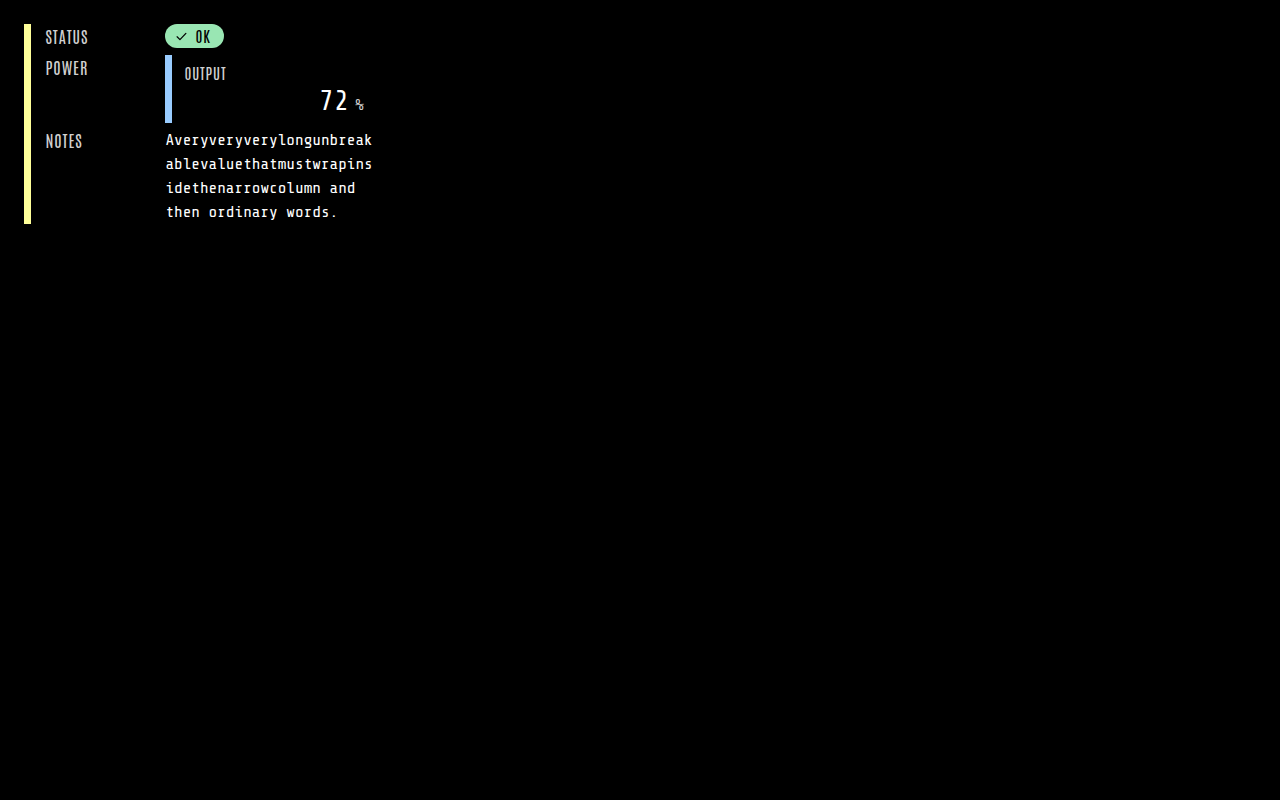 STATUS OK
POWER OUTPUT
72 %
NOTES Averyveryverylongunbreak
ablevaluethatmustwrapins
idethenarrowcolumn and
then ordinary words.